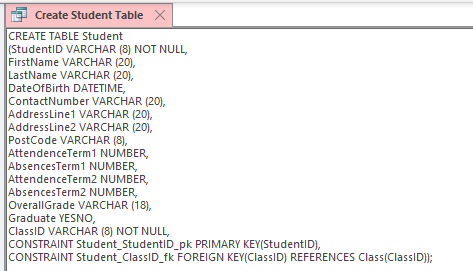 Create Student Table
CREATE TABLE Student
(StudentID VARCHAR (8) NOT NULL,
FirstName VARCHAR (20),
LastName VARCHAR (20),
DateOfBirth DATETIME,
ContactNumber VARCHAR (20),
AddressLine1 VARCHAR (20),
AddressLine2 VARCHAR (20),
PostCode VARCHAR (8),
AttendenceTerm1 NUMBER,
AbsencesTerm1 NUMBER,
AttendenceTerm2 NUMBER,
AbsencesTerm2 NUMBER,
OverallGrade VARCHAR (18),
Graduate YESNO,
ClassID VARCHAR (8) NOT NULL,
CONSTRAINT Student_StudentID_pk PRIMARY KEY(StudentID),
CONSTRAINT Student_ClassID_fk FOREIGN KEY(ClassID) REFERENCES Class(ClassID));